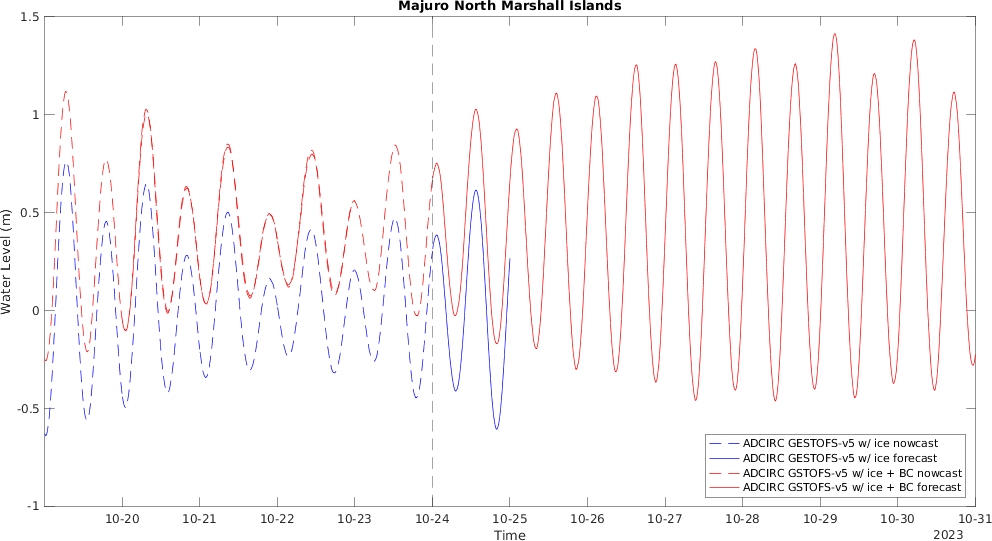 Majuro North Marshall Islands
1.5
1
0.5
0
-0.5
-1
Water Level (m)
ADCIRC GESTOFS-v5 w/ ice nowcast
ADCIRC GESTOFS-v5 w/ ice forecast
ADCIRC GSTOFS-v5 w/ ice + BC nowcast
ADCIRC GSTOFS-v5 w/ ice + BC forecast
10-20 10-21 10-22 10-23 10-24 10-25 10-26 10-27 10-28 10-29 10-30 10-31
Time
2023